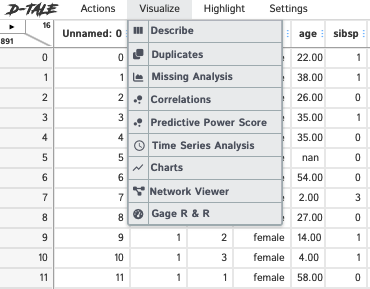 D-TALE Actions Visualize Highlight Settings
▶ 16
891
Unnamed: 0 age sibsp
Describe
Duplicates
Missing Analysis
Correlations
Predictive Power Score
Time Series Analysis
Charts
Network Viewer
Gage R & R
0 0 22.00 1
1 1 38.00 1
2 2 26.00 0
3 3 35.00 1
4 4 35.00 0
5 5 nan 0
6 6 54.00 0
7 7 2.00 3
8 8 27.00 0
9 9 1 2 female 14.00 1
10 10 1 3 female 4.00 1
11 11 1 1 female 58.00 0